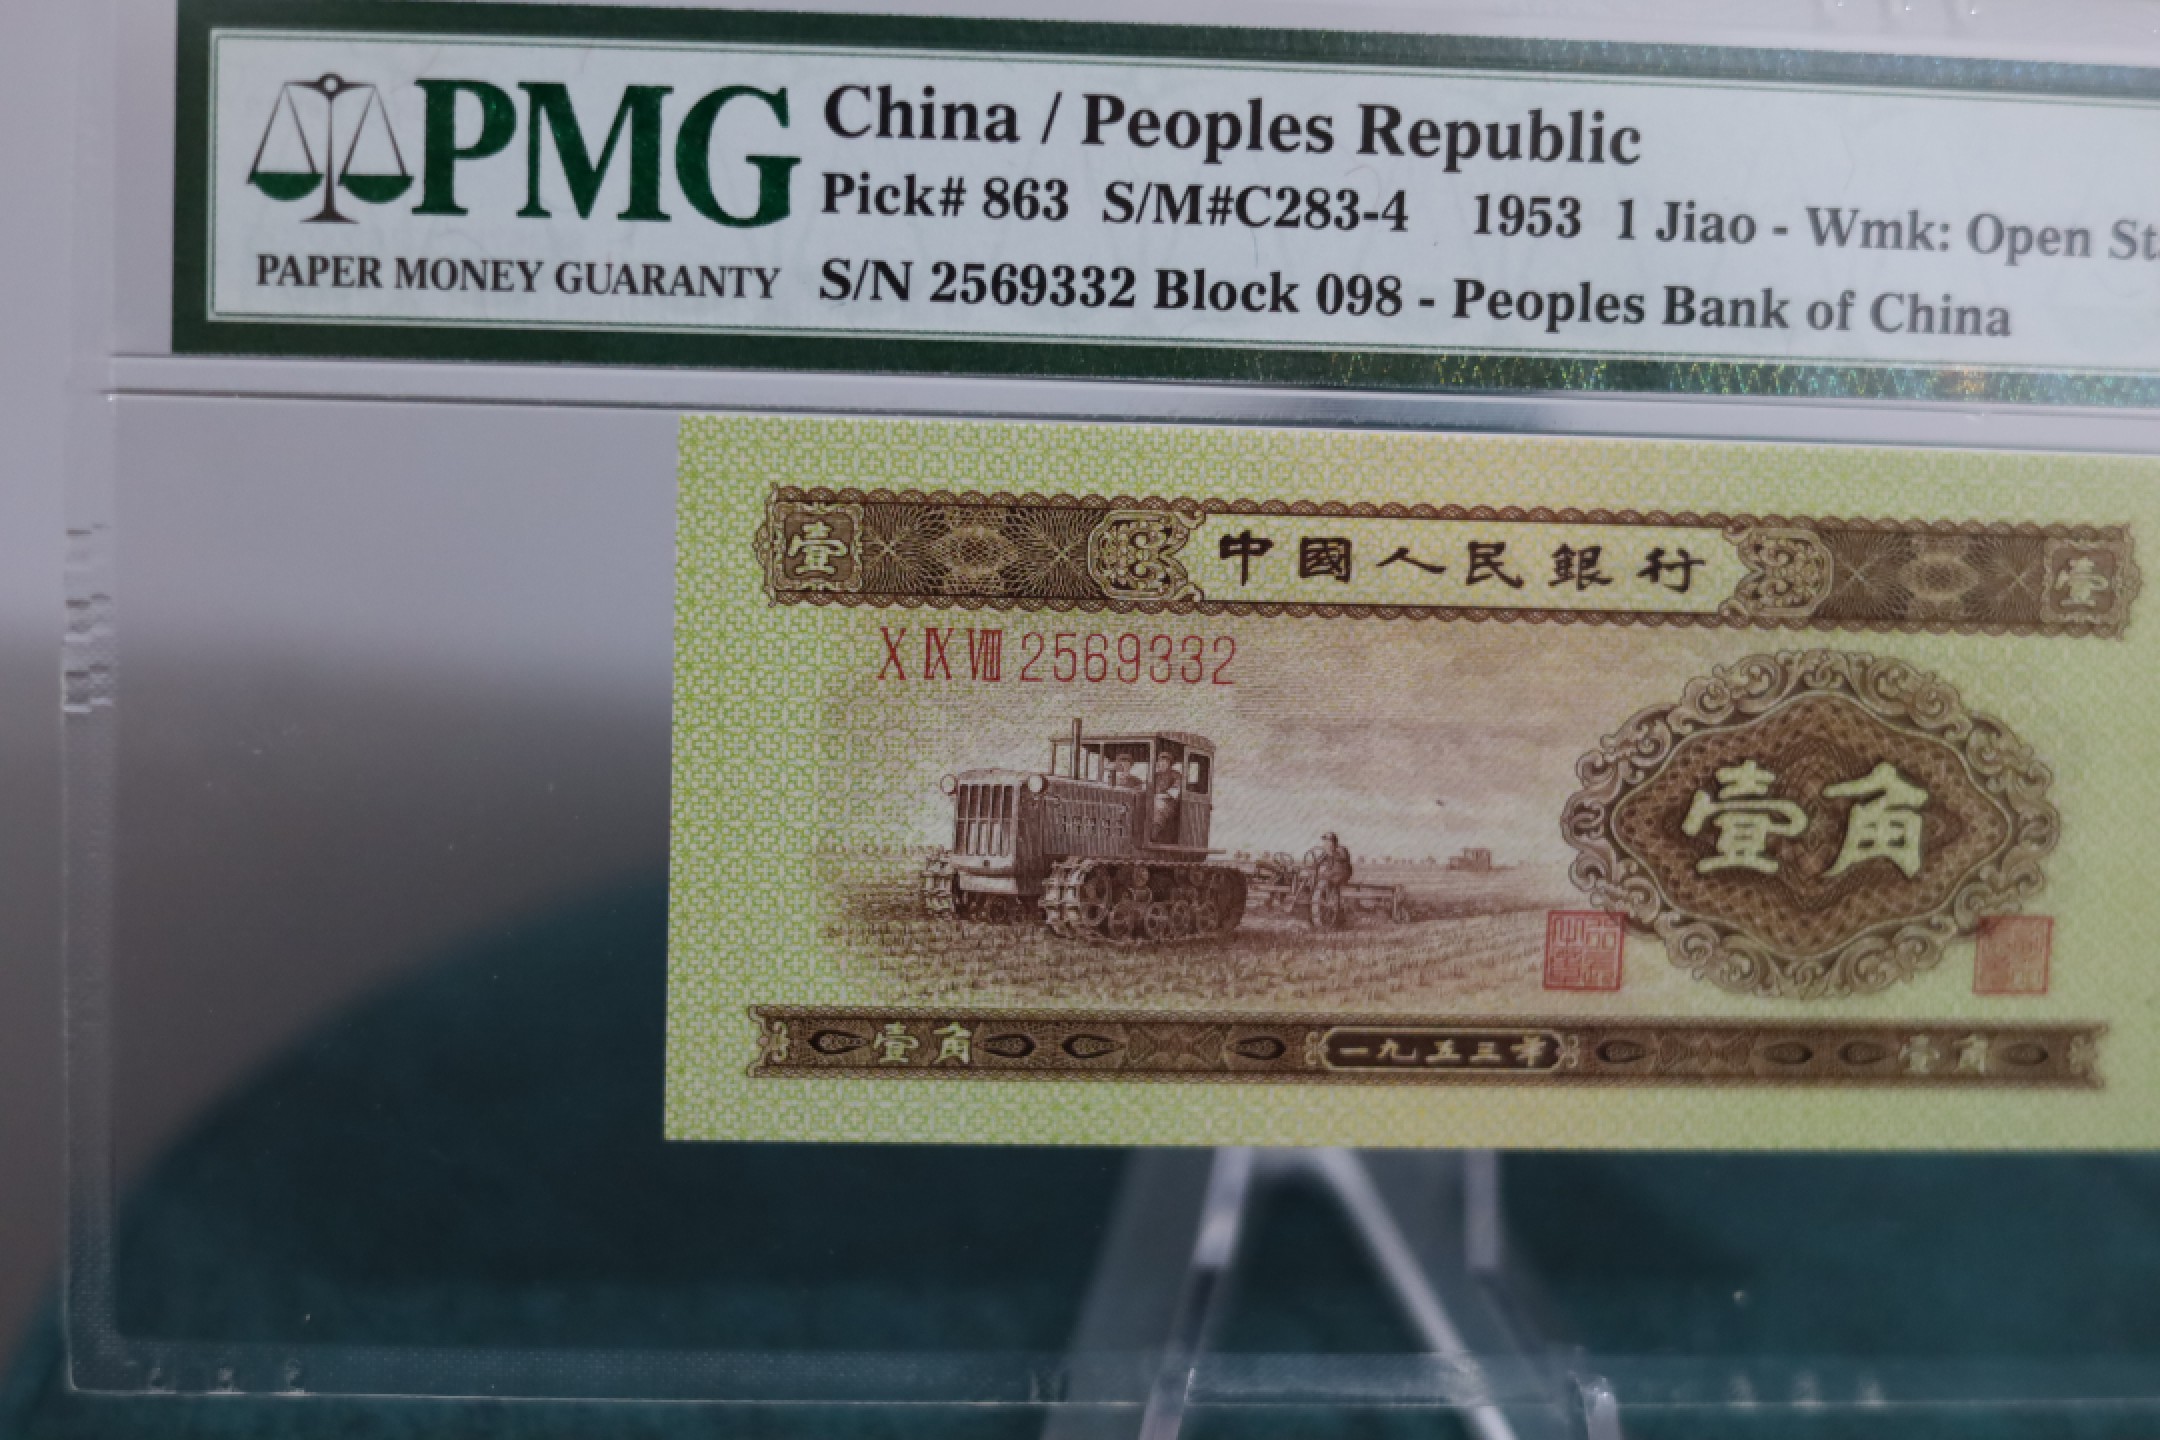 PMG
PAPER MONEY GUARANTY
China / Peoples Republic
Pick# 863 S/M#C283-4 1953 1 Jiao - Wmk: Open
S/N 2569332 Block 098 - Peoples Bank of China
壹 中國人民銀行 壹
X IX VIII 2569332
壹角
壹角 一九五三年 壹角